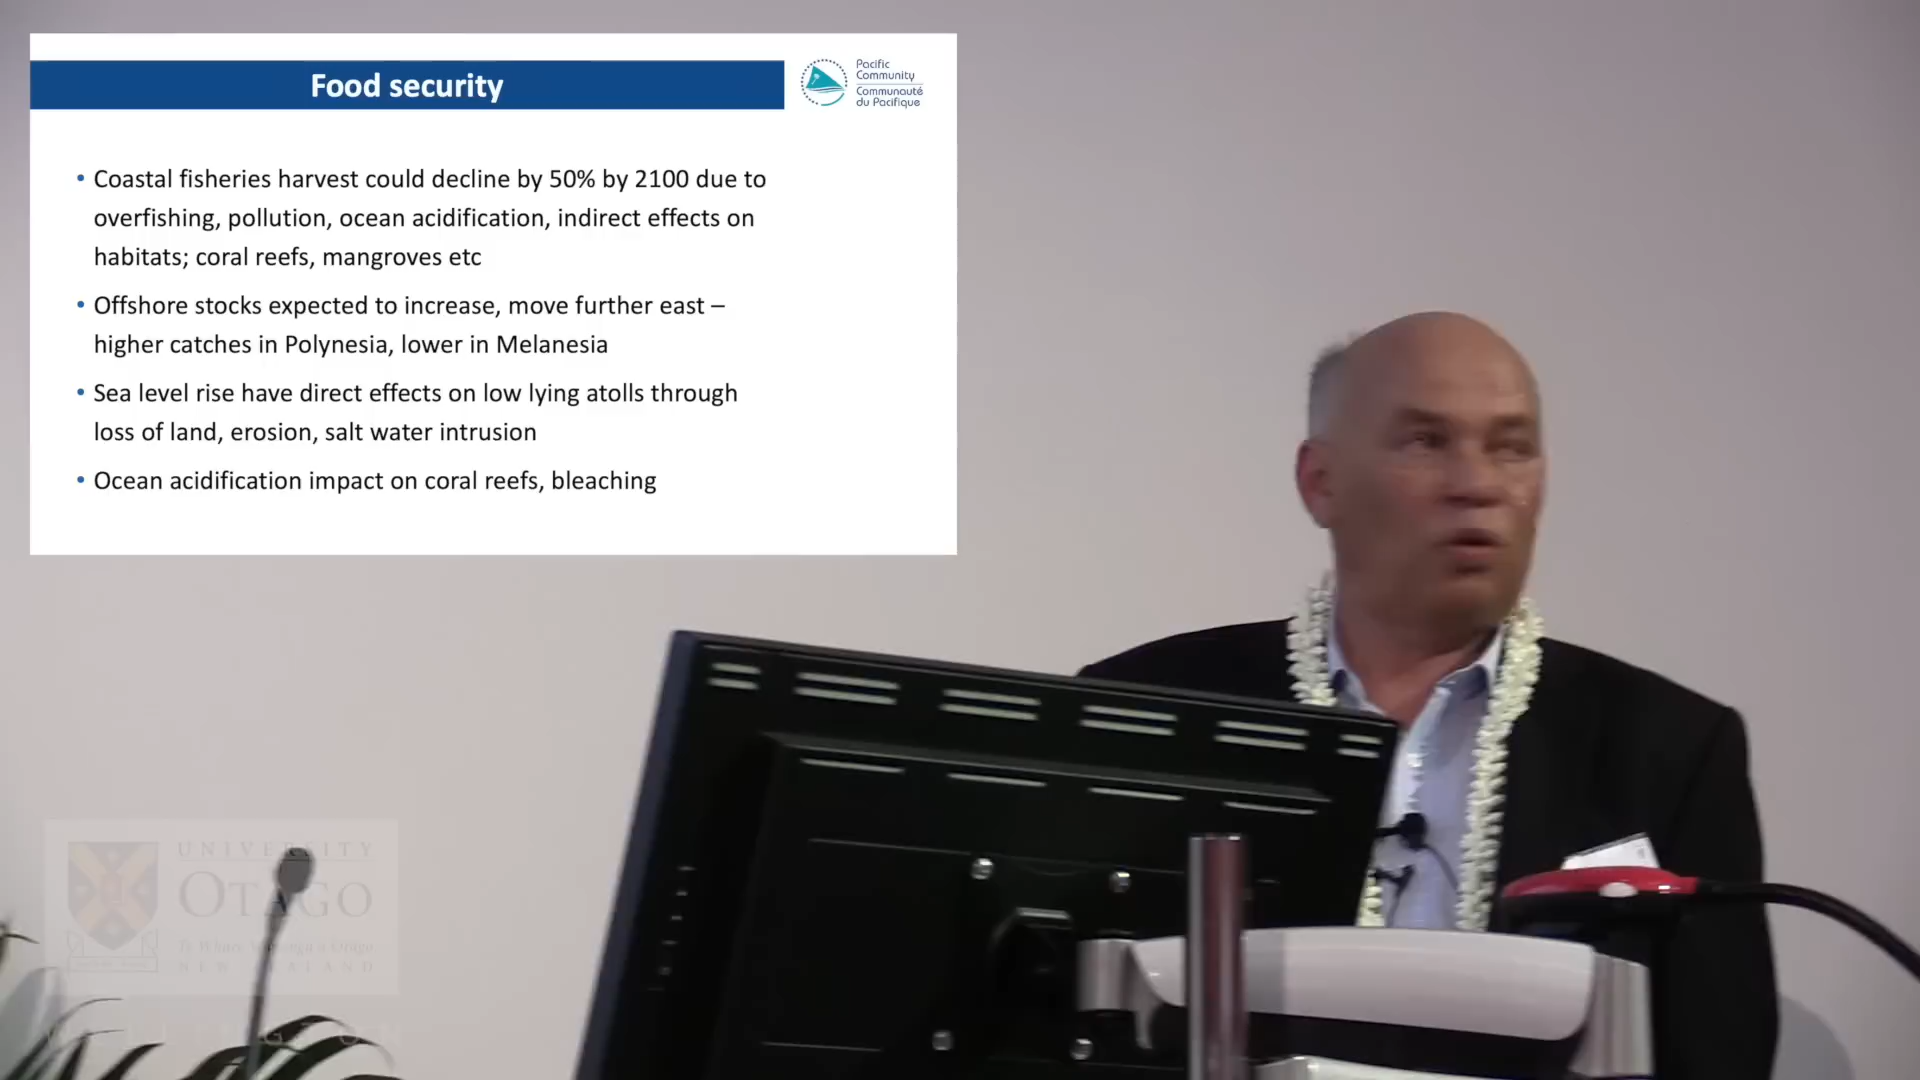 Food security
Pacific
Community
Communauté
du Pacifique
• Coastal fisheries harvest could decline by 50% by 2100 due to
overfishing, pollution, ocean acidification, indirect effects on
habitats; coral reefs, mangroves etc
• Offshore stocks expected to increase, move further east –
higher catches in Polynesia, lower in Melanesia
• Sea level rise have direct effects on low lying atolls through
loss of land, erosion, salt water intrusion
• Ocean acidification impact on coral reefs, bleaching
UNIVERSITY
OTAGO
NEW ZEALAND